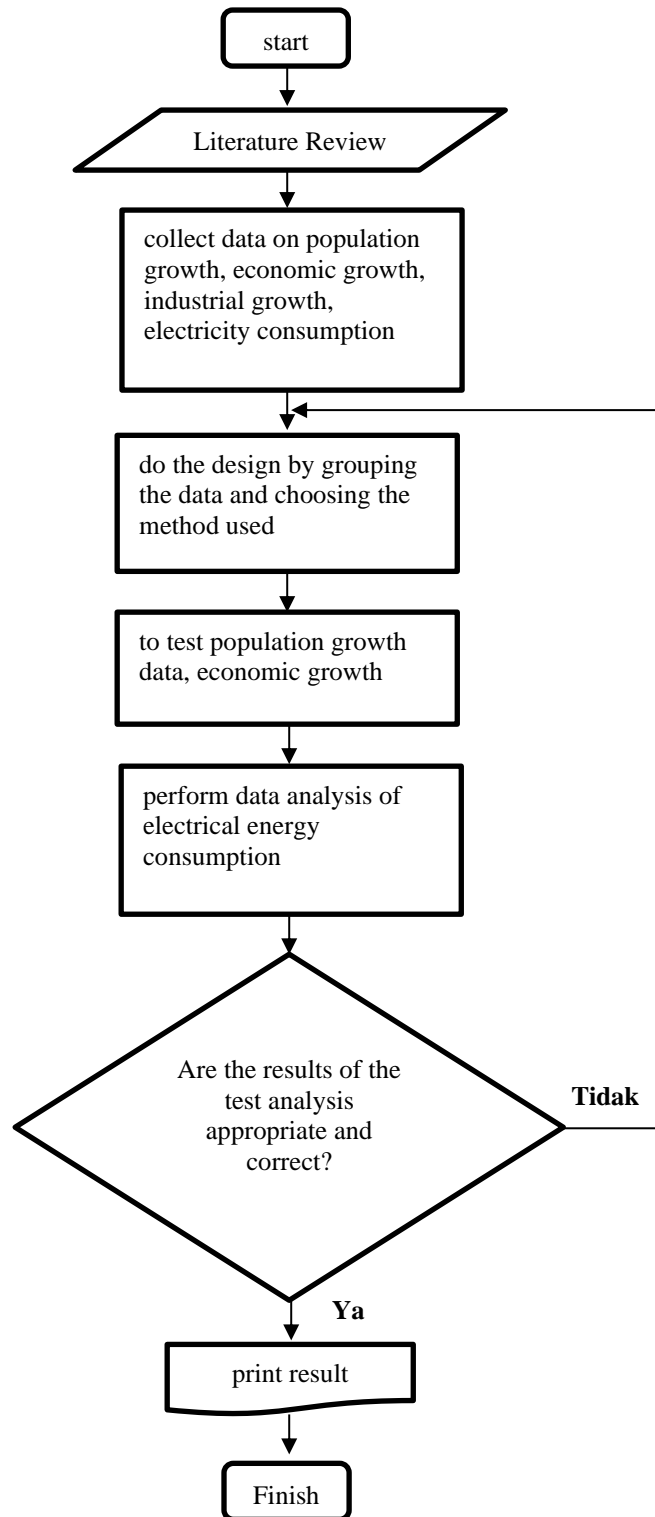 start
Literature Review
collect data on population
growth, economic growth,
industrial growth,
electricity consumption
do the design by grouping
the data and choosing the
method used
to test population growth
data, economic growth
perform data analysis of
electrical energy
consumption
Are the results of the
test analysis
appropriate and
correct?
Tidak
Ya
print result
Finish